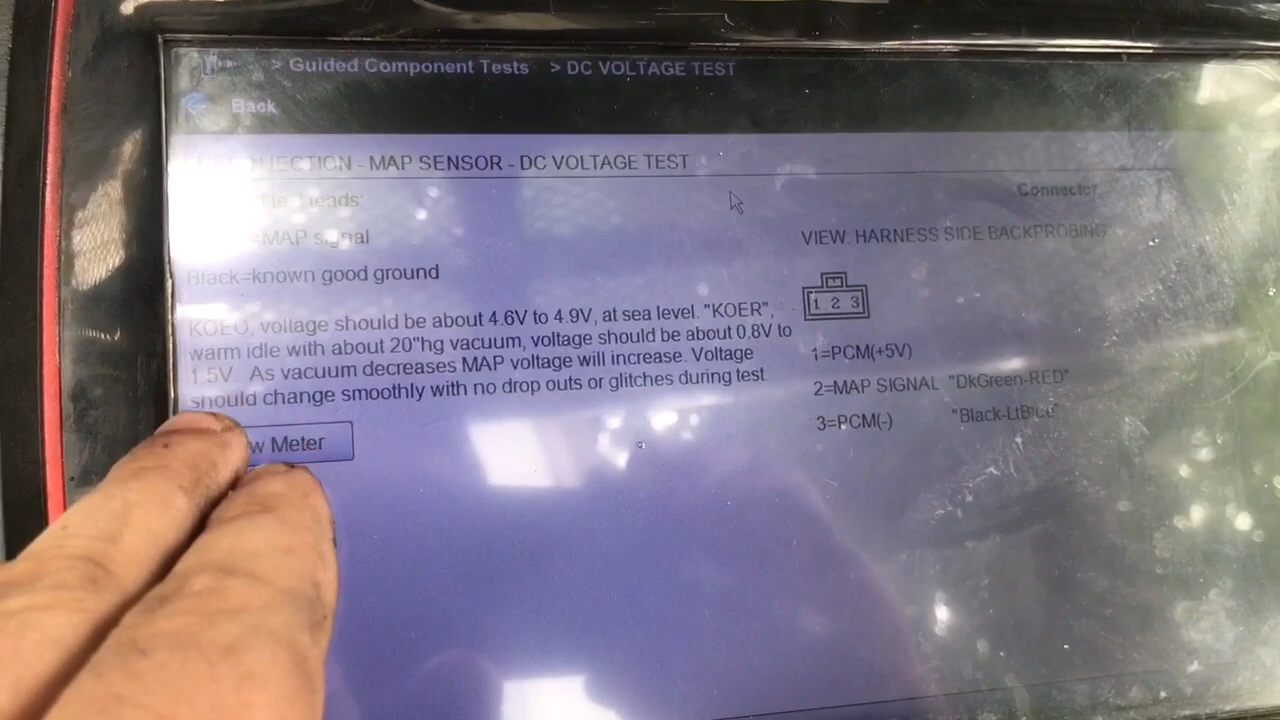 > Guided Component Tests > DC VOLTAGE TEST
Back
- MAP SENSOR - DC VOLTAGE TEST
Connector
=MAP signal
VIEW: HARNESS SIDE BACKPROBING
Black=known good ground
1 2 3
KOEO, voltage should be about 4.6V to 4.9V, at sea level. "KOER",
warm idle with about 20"hg vacuum, voltage should be about 0.8V to
1.5V As vacuum decreases MAP voltage will increase. Voltage
should change smoothly with no drop outs or glitches during test.
1=PCM(+5V)
2=MAP SIGNAL "DkGreen-RED"
3=PCM(-) "Black-LtBlue"
Meter